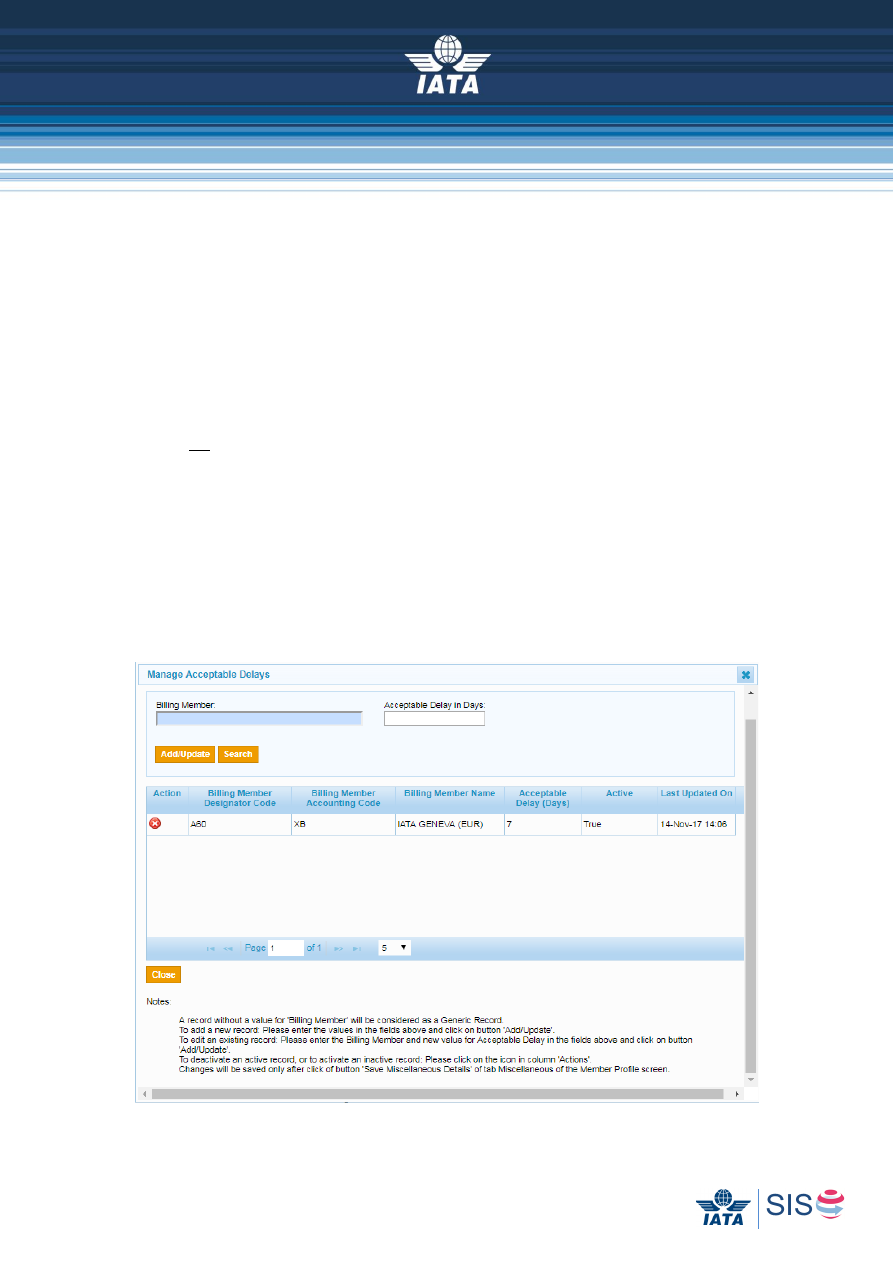 IATA
Manage Acceptable Delays
Billing Member:
Acceptable Delay in Days:
Add/Update Search
Action Billing Member Designator Code Billing Member Accounting Code Billing Member Name Acceptable Delay (Days) Active Last Updated On
A60 XB IATA GENEVA (EUR) 7 True 14-Nov-17 14:06
Page 1 of 1 5
Close
Notes:
A record without a value for 'Billing Member' will be considered as a Generic Record.
To add a new record: Please enter the values in the fields above and click on button 'Add/Update'.
To edit an existing record: Please enter the Billing Member and new value for Acceptable Delay in the fields above and click on button
'Add/Update'.
To deactivate an active record, or to activate an inactive record: Please click on the icon in column 'Actions'.
Changes will be saved only after click of button 'Save Miscellaneous Details' of tab Miscellaneous of the Member Profile screen.
IATA SIS